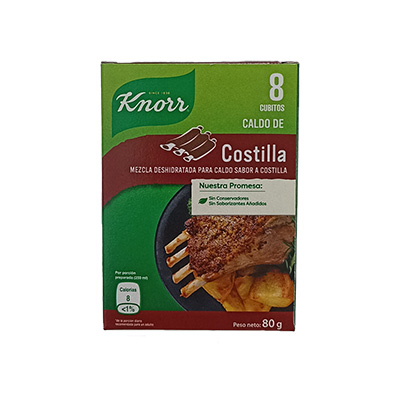 SINCE 1838
Knorr
8
CUBITOS
CALDO DE
Costilla
MEZCLA DESHIDRATADA PARA CALDO SABOR A COSTILLA
Nuestra Promesa:
Sin Conservadores
Sin Saborizantes Añadidos
Por porción
preparada (230 ml)
Calorías
8
<1%
Peso neto: 80 g